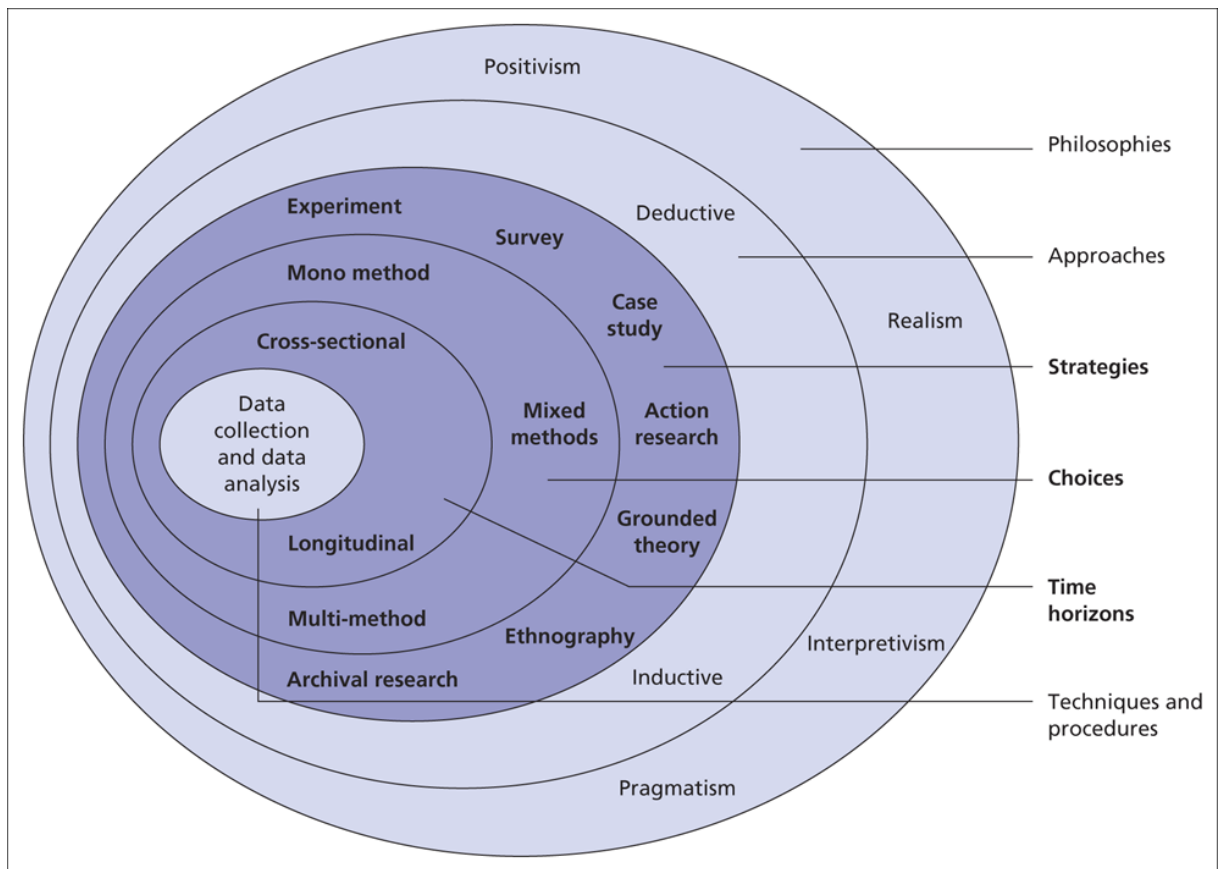 Positivism
Philosophies
Experiment
Deductive
Survey
Approaches
Mono method
Case
study
Realism
Cross-sectional
Strategies
Data
collection
and data
analysis
Mixed
methods
Action
research
Choices
Grounded
theory
Longitudinal
Time
horizons
Multi-method
Ethnography
Interpretivism
Archival research
Inductive
Techniques and
procedures
Pragmatism